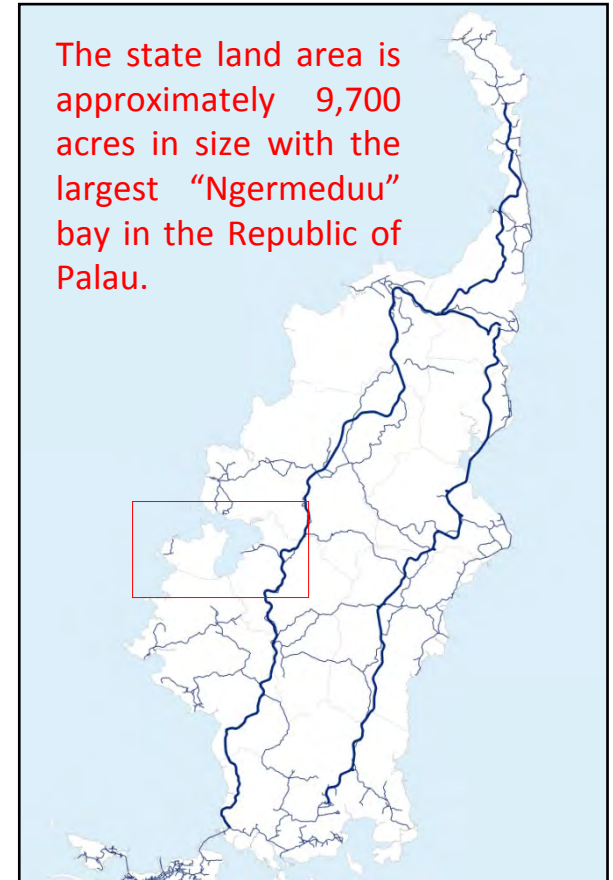 The state land area is
approximately 9,700
acres in size with the
largest “Ngermeduu”
bay in the Republic of
Palau.